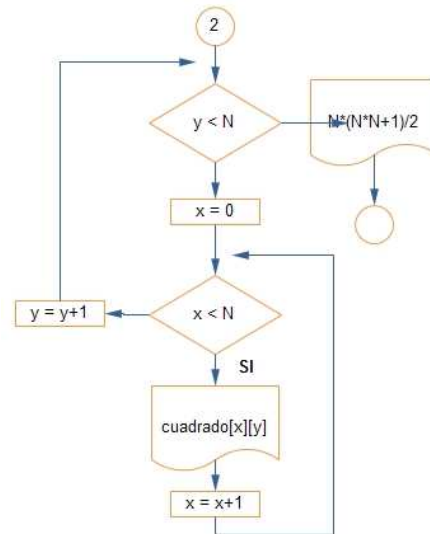 2
y < N
N*(N*N+1)/2
x = 0
x < N
y = y+1
SI
cuadrado[x][y]
x = x+1